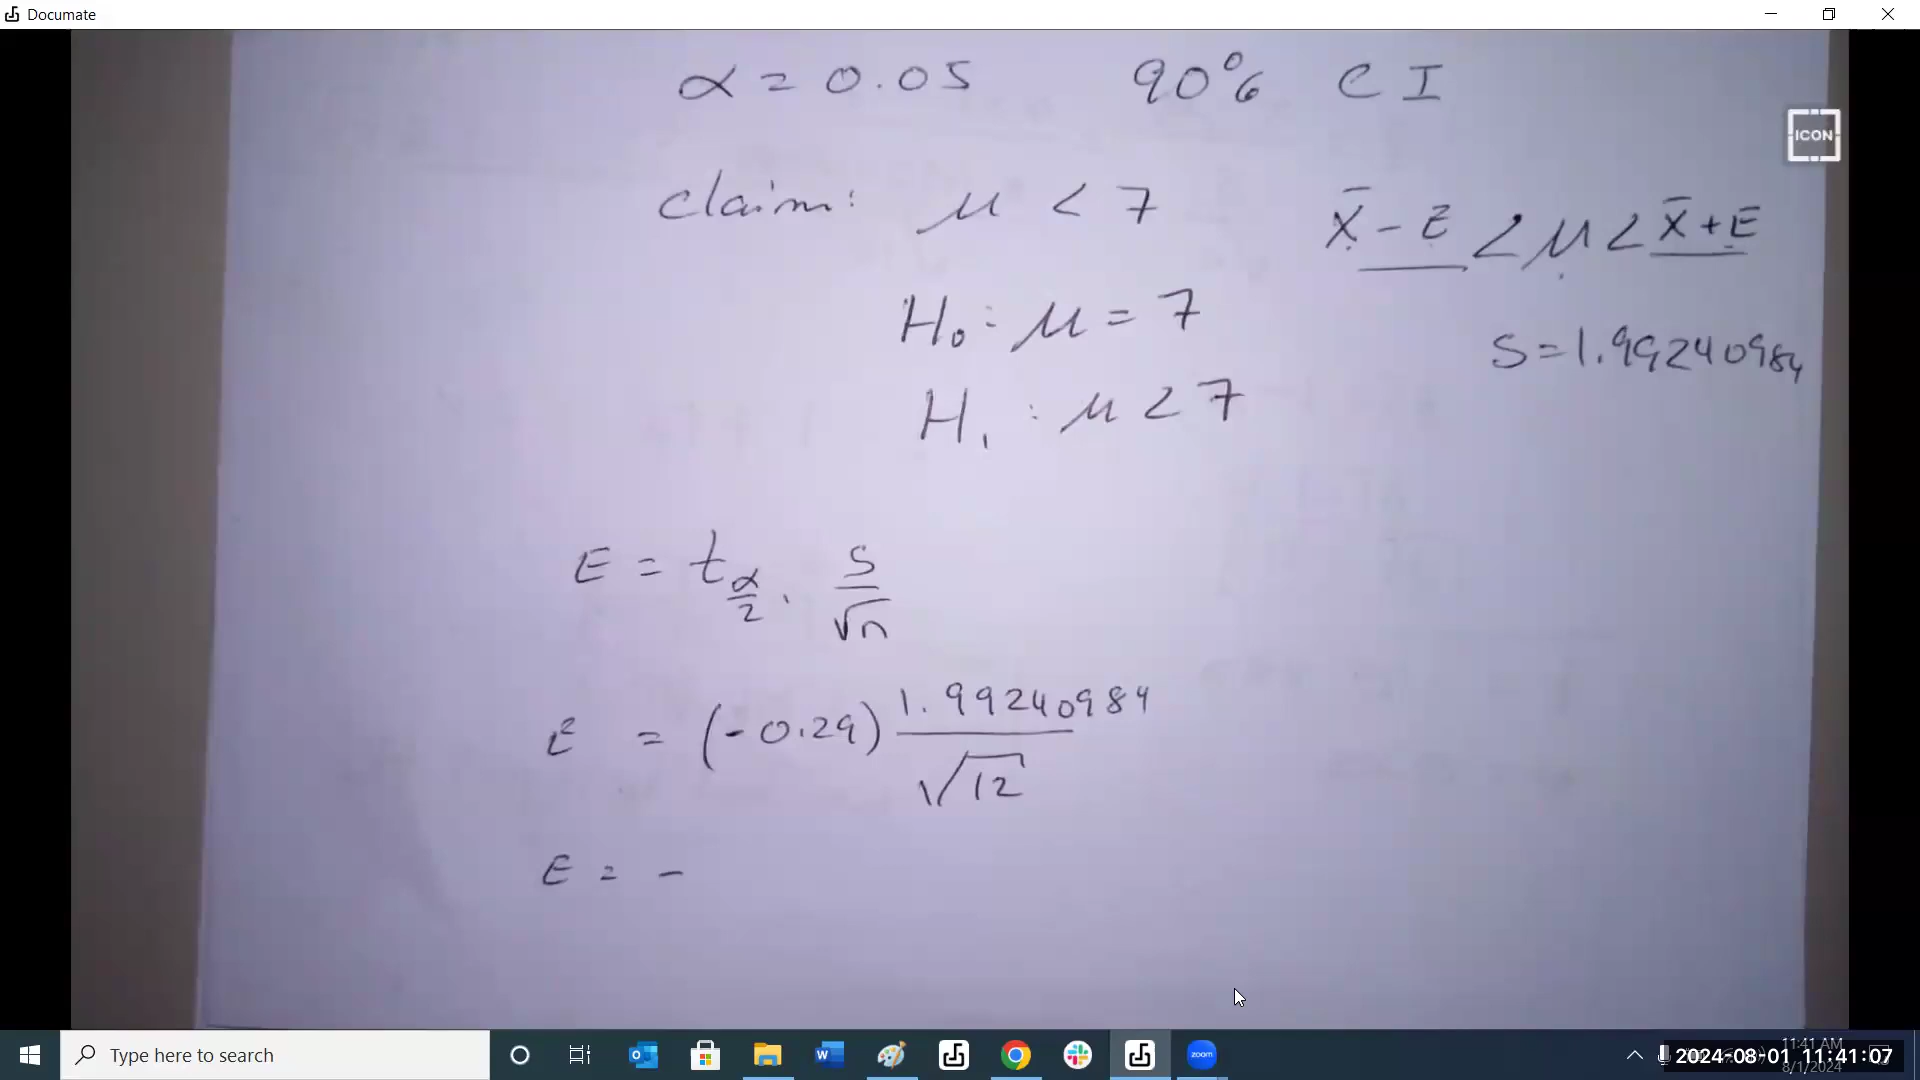 Documate
α = 0.05 90% CI
ICON
claim: μ < 7
x̄ - E < μ < x̄ + E
H₀: μ = 7
S = 1.99240984
H₁: μ < 7
E = t α/2 · S/√n
E = (-0.29) 1.99240984/√12
E = -
Type here to search
zoom
11:41 AM
2024-08-01 11:41:07
8/1/2024